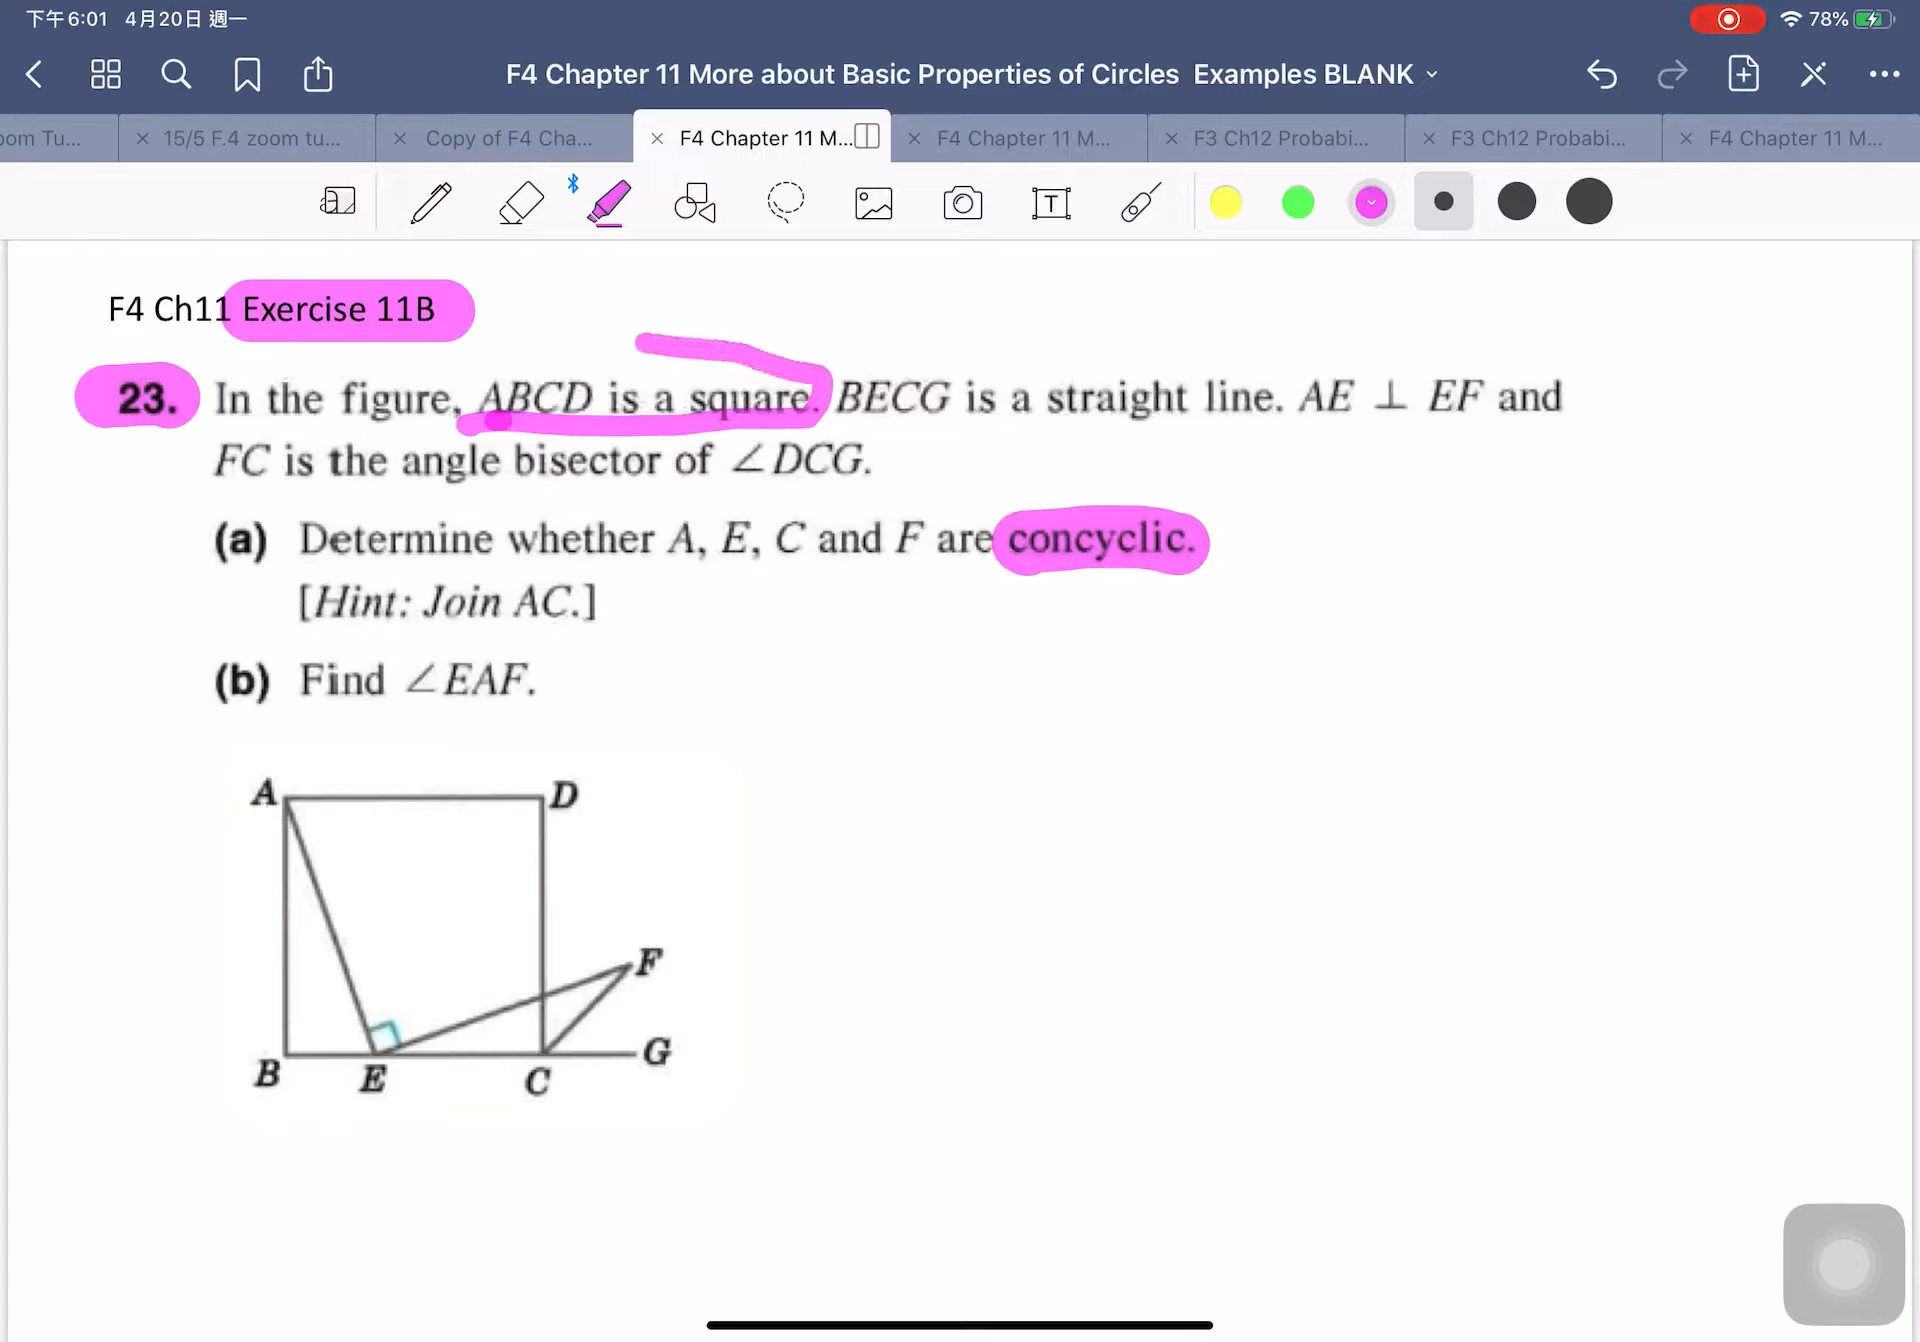 下午6:01 4月20日 週一
78%
F4 Chapter 11 More about Basic Properties of Circles Examples BLANK
oom Tu...
× 15/5 F.4 zoom tu...
× Copy of F4 Cha...
× F4 Chapter 11 M...
× F4 Chapter 11 M...
× F3 Ch12 Probabi...
× F3 Ch12 Probabi...
× F4 Chapter 11 M...
a
T
F4 Ch11 Exercise 11B
23. In the figure, ABCD is a square. BECG is a straight line. AE ⊥ EF and
FC is the angle bisector of ∠DCG.
(a) Determine whether A, E, C and F are concyclic.
[Hint: Join AC.]
(b) Find ∠EAF.
A
D
F
B
E
C
G